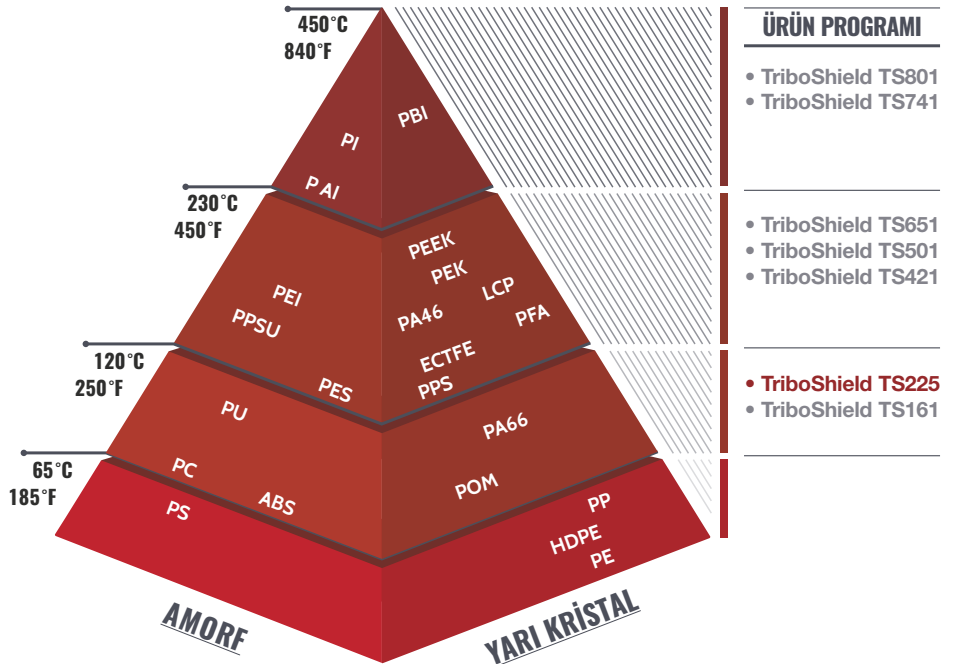 450°C
840°F
ÜRÜN PROGRAMI
• TriboShield TS801
• TriboShield TS741
PI
PBI
P AI
230°C
450°F
• TriboShield TS651
• TriboShield TS501
• TriboShield TS421
PEEK
PEK
LCP
PEI
PPSU
PA46
PFA
ECTFE
PPS
PES
120°C
250°F
• TriboShield TS225
• TriboShield TS161
PU
PA66
PC
ABS
POM
65°C
185°F
PS
PP
HDPE
PE
AMORF
YARI KRİSTAL